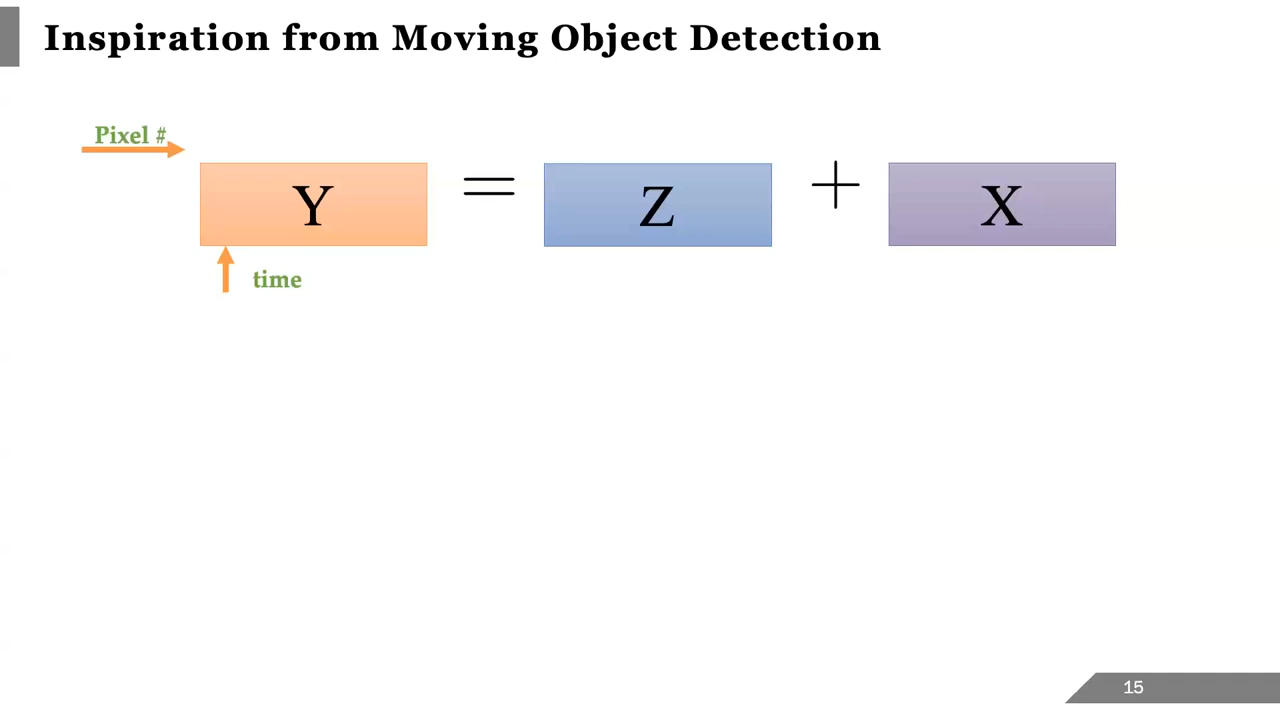 Inspiration from Moving Object Detection
Pixel #
Y = Z + X
time
15